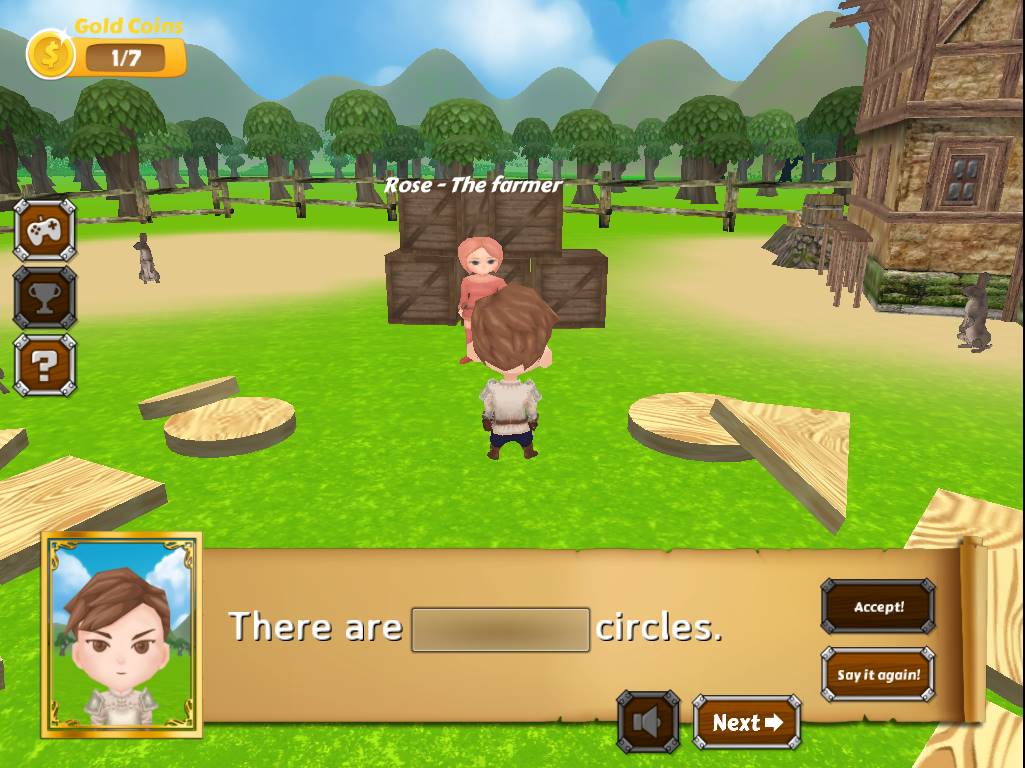 Gold Coins
1/7
Rose - The farmer
?
There are circles.
Accept!
Say it again!
Next